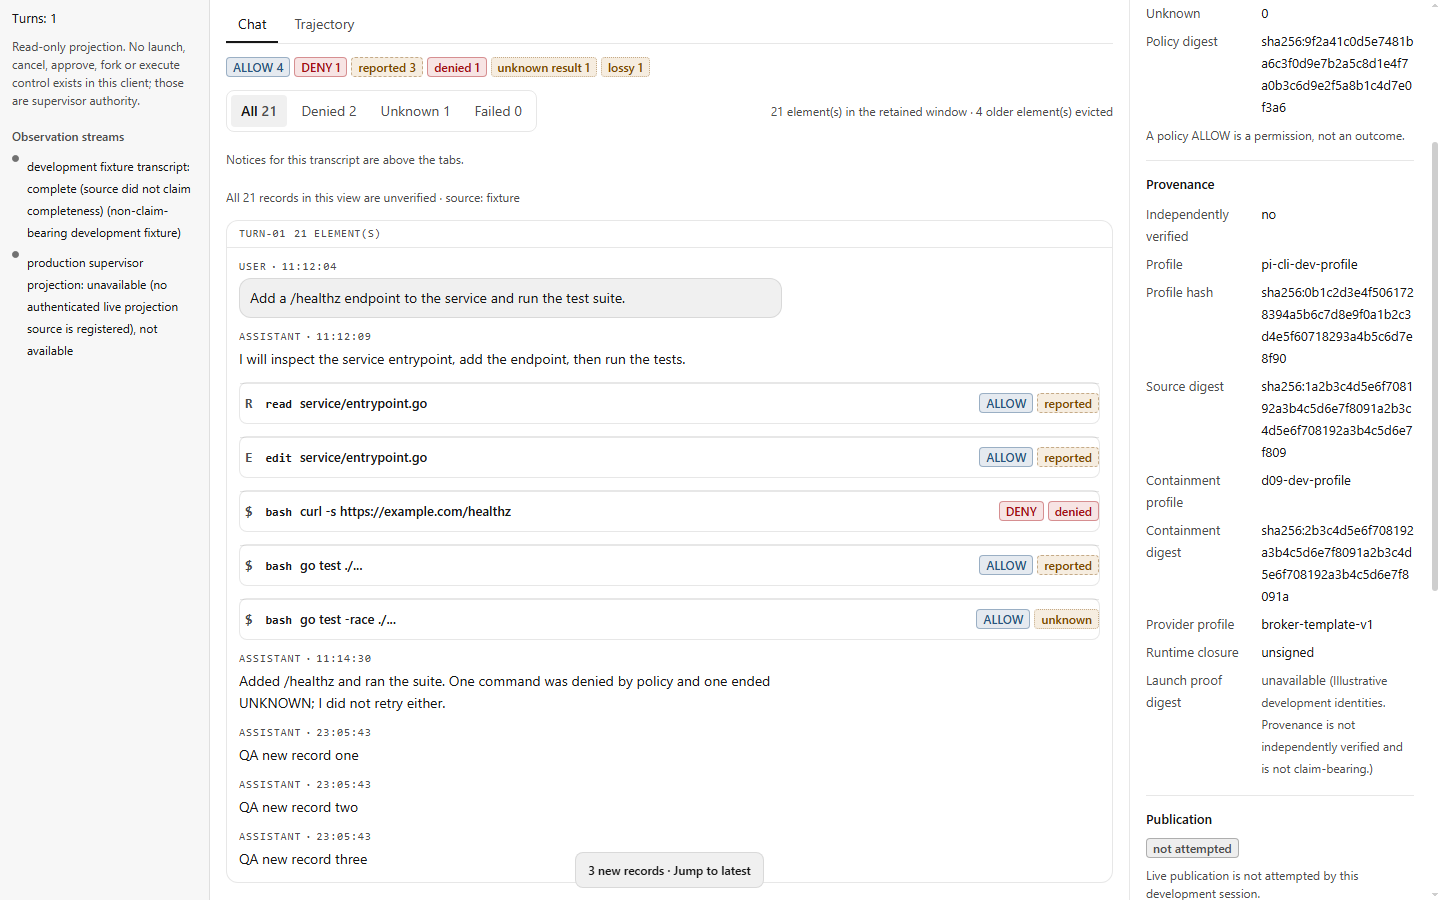 Turns: 1
Read-only projection. No launch,
cancel, approve, fork or execute
control exists in this client; those
are supervisor authority.
Observation streams
development fixture transcript:
complete (source did not claim
completeness) (non-claim-
bearing development fixture)
production supervisor
projection: unavailable (no
authenticated live projection
source is registered), not
available
Chat
Trajectory
ALLOW 4
DENY 1
reported 3
denied 1
unknown result 1
lossy 1
All 21
Denied 2
Unknown 1
Failed 0
21 element(s) in the retained window · 4 older element(s) evicted
Notices for this transcript are above the tabs.
All 21 records in this view are unverified · source: fixture
TURN-01 21 ELEMENT(S)
USER · 11:12:04
Add a /healthz endpoint to the service and run the test suite.
ASSISTANT · 11:12:09
I will inspect the service entrypoint, add the endpoint, then run the tests.
R read service/entrypoint.go ALLOW reported
E edit service/entrypoint.go ALLOW reported
$ bash curl -s https://example.com/healthz DENY denied
$ bash go test ./... ALLOW reported
$ bash go test -race ./... ALLOW unknown
ASSISTANT · 11:14:30
Added /healthz and ran the suite. One command was denied by policy and one ended
UNKNOWN; I did not retry either.
ASSISTANT · 23:05:43
QA new record one
ASSISTANT · 23:05:43
QA new record two
ASSISTANT · 23:05:43
QA new record three
3 new records · Jump to latest
Unknown 0
Policy digest sha256:9f2a41c0d5e7481b
a6c3f0d9e7b2a5c8d1e4f7
a0b3c6d9e2f5a8b1c4d7e0
f3a6
A policy ALLOW is a permission, not an outcome.
Provenance
Independently no
verified
Profile pi-cli-dev-profile
Profile hash sha256:0b1c2d3e4f506172
8394a5b6c7d8e9f0a1b2c3
d4e5f60718293a4b5c6d7e
8f90
Source digest sha256:1a2b3c4d5e6f7081
92a3b4c5d6e7f8091a2b3c
4d5e6f708192a3b4c5d6e7
f809
Containment d09-dev-profile
profile
Containment sha256:2b3c4d5e6f708192
digest a3b4c5d6e7f8091a2b3c4d
5e6f708192a3b4c5d6e7f8
091a
Provider profile broker-template-v1
Runtime closure unsigned
Launch proof unavailable (Illustrative
digest development identities.
Provenance is not
independently verified and
is not claim-bearing.)
Publication
not attempted
Live publication is not attempted by this
development session.